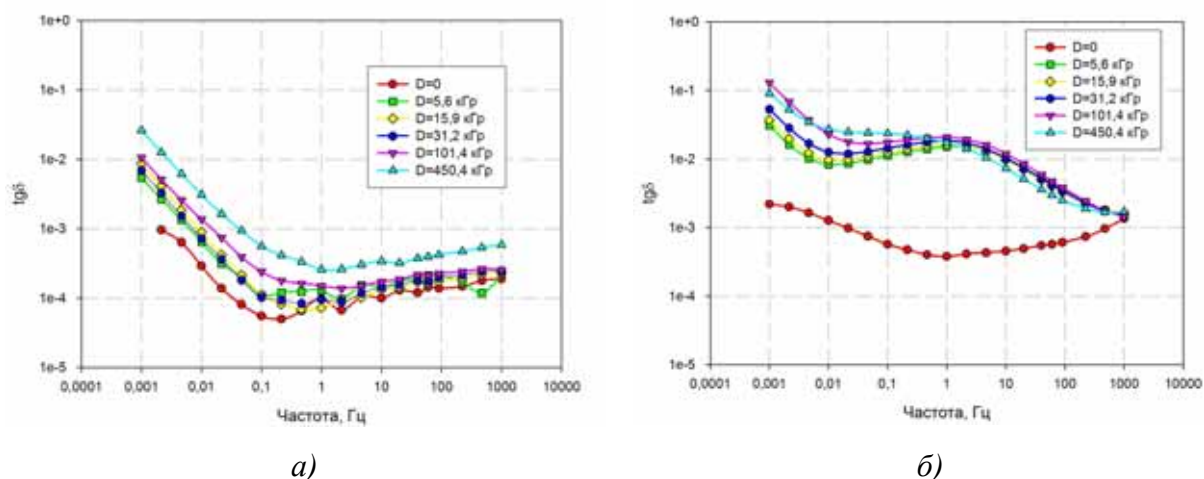 1e+0
1e-1
1e-2
1e-3
1e-4
1e-5
tgδ
0,0001 0,001 0,01 0,1 1 10 100 1000 10000
Частота, Гц
D=0
D=5,6 кГр
D=15,9 кГр
D=31,2 кГр
D=101,4 кГр
D=450,4 кГр
а)
1e+0
1e-1
1e-2
1e-3
1e-4
1e-5
tgδ
0,0001 0,001 0,01 0,1 1 10 100 1000 10000
Частота, Гц
D=0
D=5,6 кГр
D=15,9 кГр
D=31,2 кГр
D=101,4 кГр
D=450,4 кГр
б)